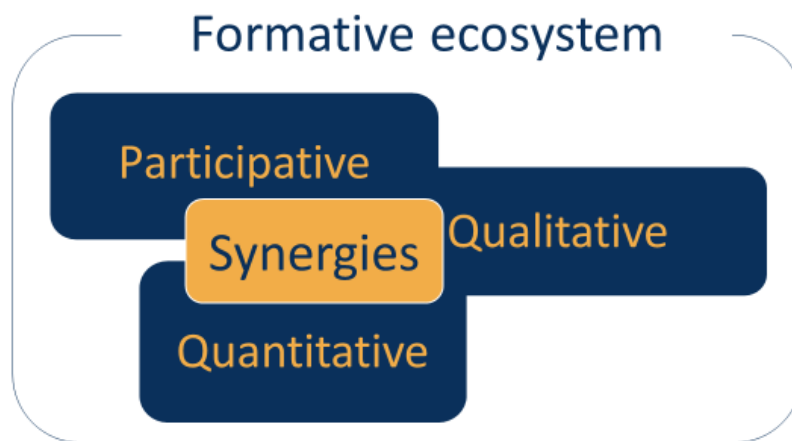 Formative ecosystem
Participative
Qualitative
Synergies
Quantitative